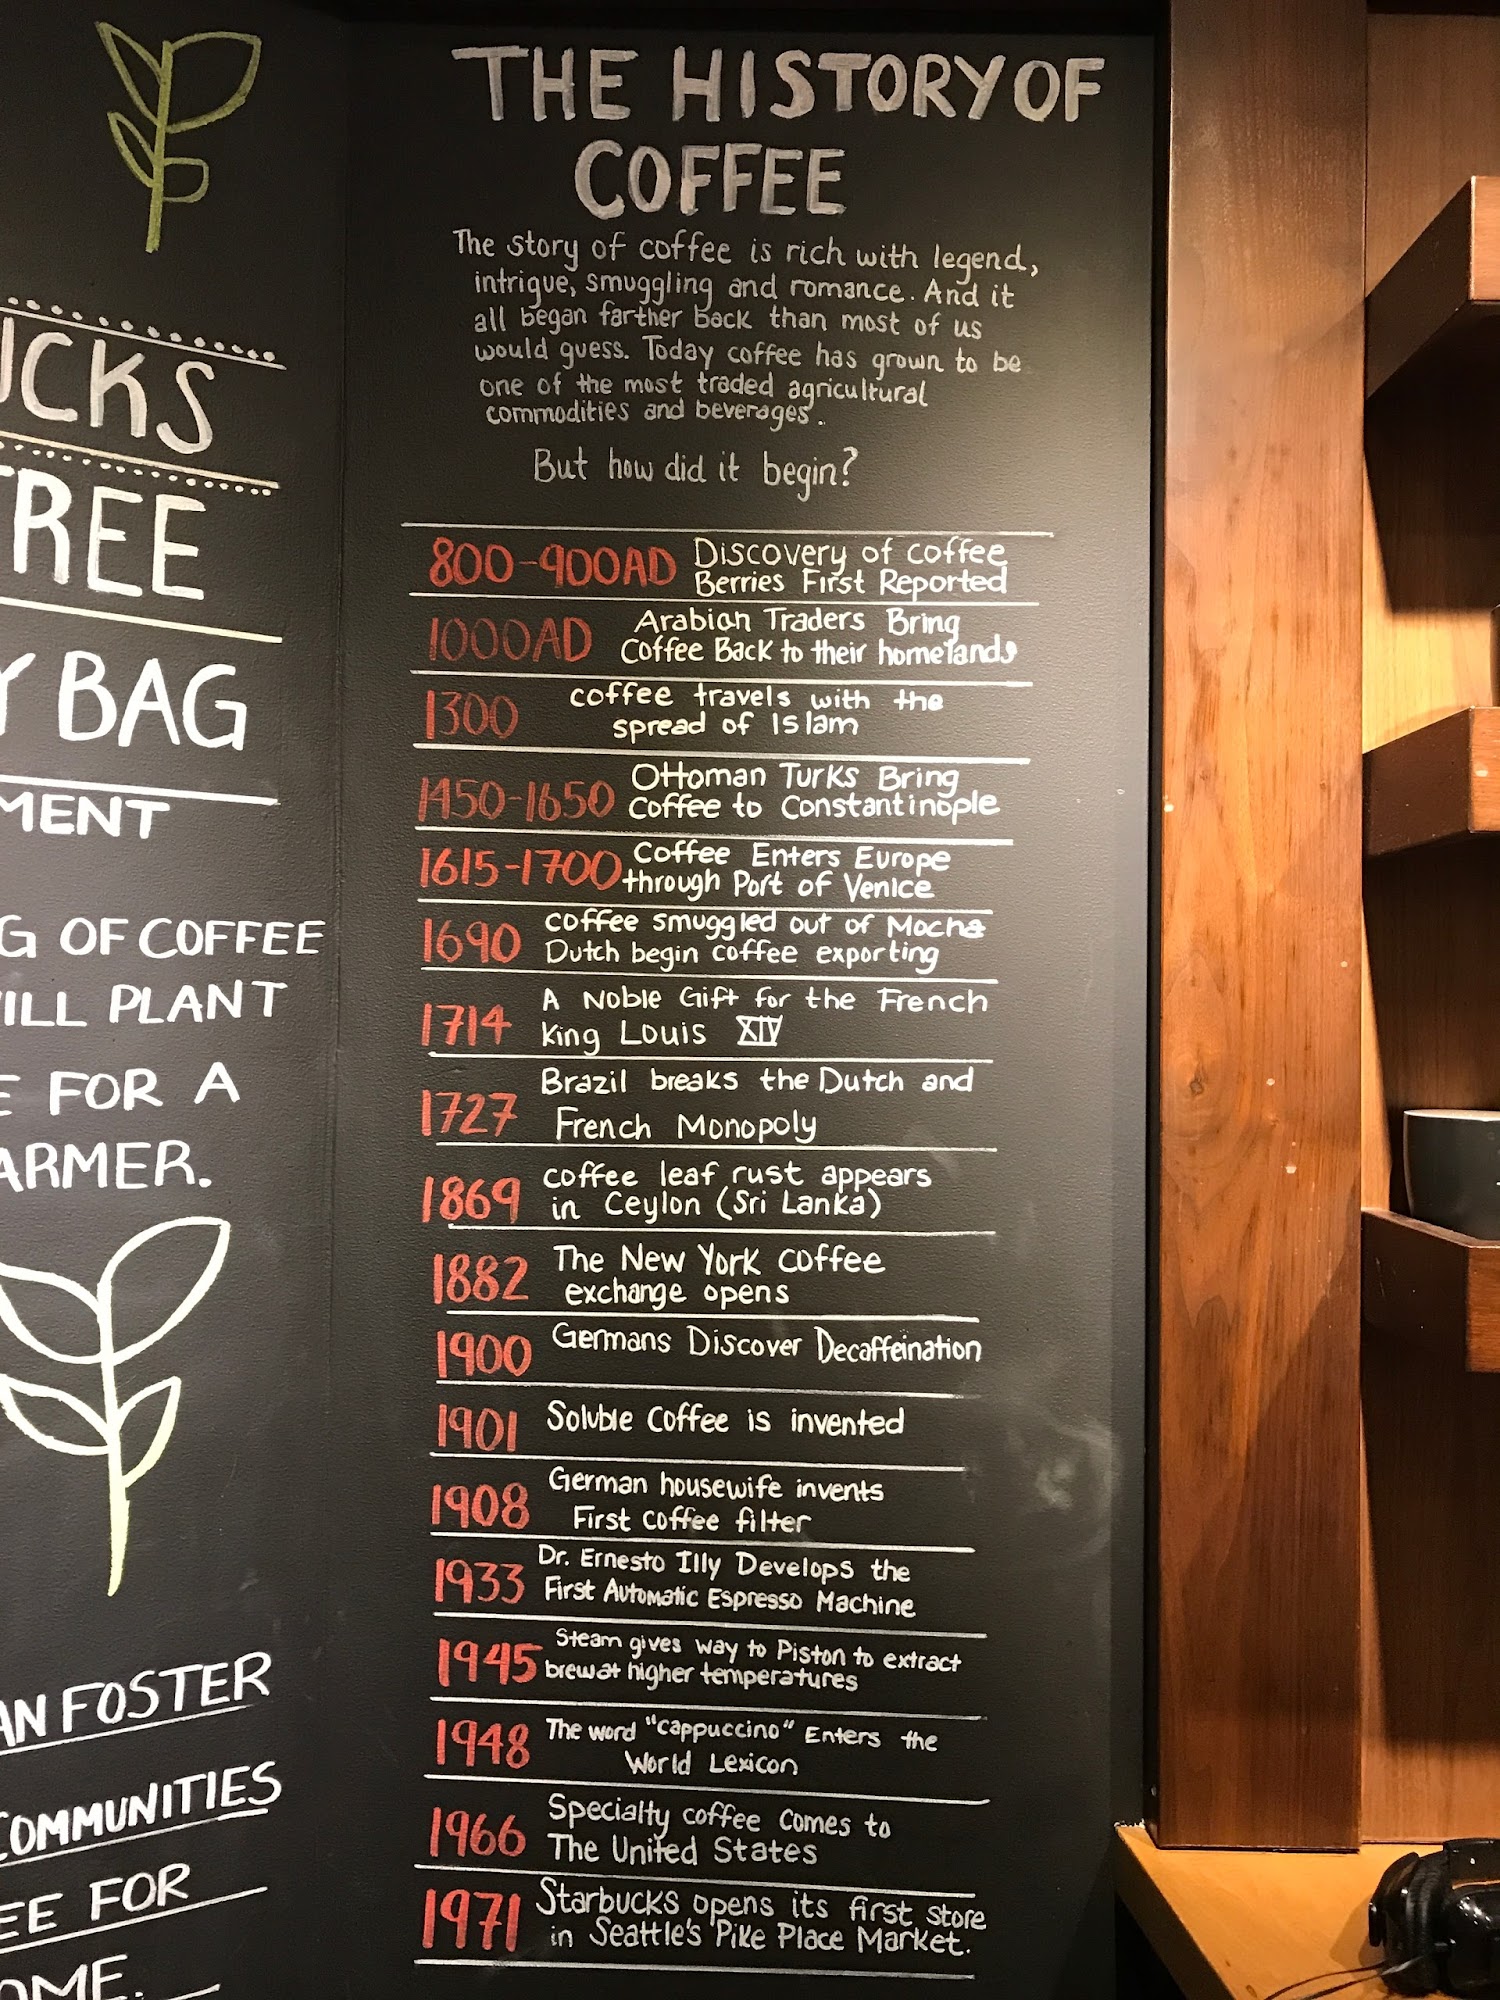 UCKS
TREE
Y BAG
MENT
G OF COFFEE
ILL PLANT
E FOR A
ARMER.
AN FOSTER
COMMUNITIES
EE FOR
OME.
THE HISTORY OF
COFFEE
The story of coffee is rich with legend,
intrigue, smuggling and romance. And it
all began farther back than most of us
would guess. Today coffee has grown to be
one of the most traded agricultural
commodities and beverages.
But how did it begin?
800-900AD Discovery of coffee
Berries First Reported
1000AD Arabian Traders Bring
Coffee Back to their homelands
1300 coffee travels with the
spread of Islam
1450-1650 Ottoman Turks Bring
coffee to Constantinople
1615-1700 Coffee Enters Europe
through Port of Venice
1690 coffee smuggled out of Mocha
Dutch begin coffee exporting
1714 A Noble Gift for the French
King Louis XIV
1727 Brazil breaks the Dutch and
French Monopoly
1869 coffee leaf rust appears
in Ceylon (Sri Lanka)
1882 The New York coffee
exchange opens
1900 Germans Discover Decaffeination
1901 Soluble Coffee is invented
1908 German housewife invents
First coffee filter
1933 Dr. Ernesto Illy Develops the
First Automatic Espresso Machine
1945 Steam gives way to Piston to extract
brew at higher temperatures
1948 The word "cappuccino" Enters the
World Lexicon
1966 Specialty coffee comes to
The United States
1971 Starbucks opens its first store
in Seattle's Pike Place Market.